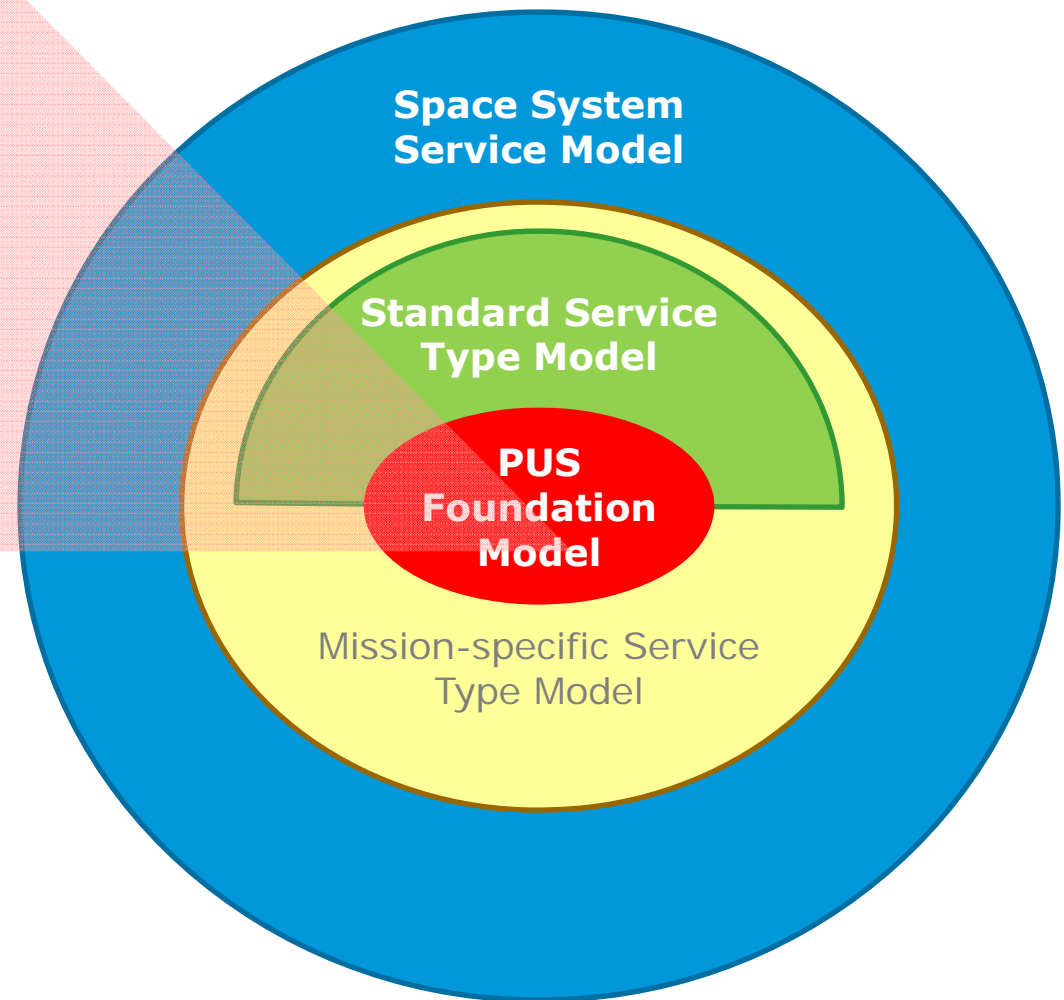 Space System
Service Model
Standard Service
Type Model
PUS
Foundation
Model
Mission-specific Service
Type Model